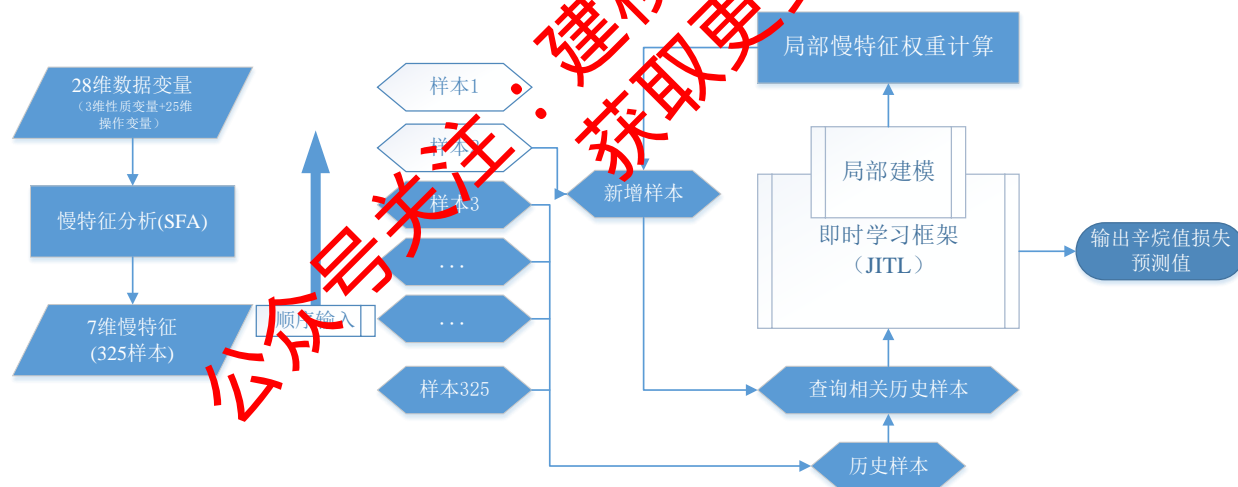 28维数据变量
（3维性质变量+25维
操作变量）
慢特征分析(SFA)
7维慢特征
(325样本)
顺序输入
样本1
样本
样本3
...
...
样本325
新增样本
局部慢特征权重计算
局部建模
即时学习框架
（JITL）
查询相关历史样本
历史样本
输出辛烷值损失
预测值
公众号关注：建模
获取更